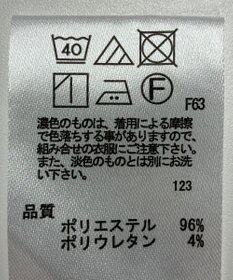 40
F
F63
濃色のものは、着用による摩擦
で色落ちする事がありますので、
組み合せの衣服にご注意下さい。
また、淡色のものとは別にお洗
い下さい。
123
品質
ポリエステル 96%
ポリウレタン 4%